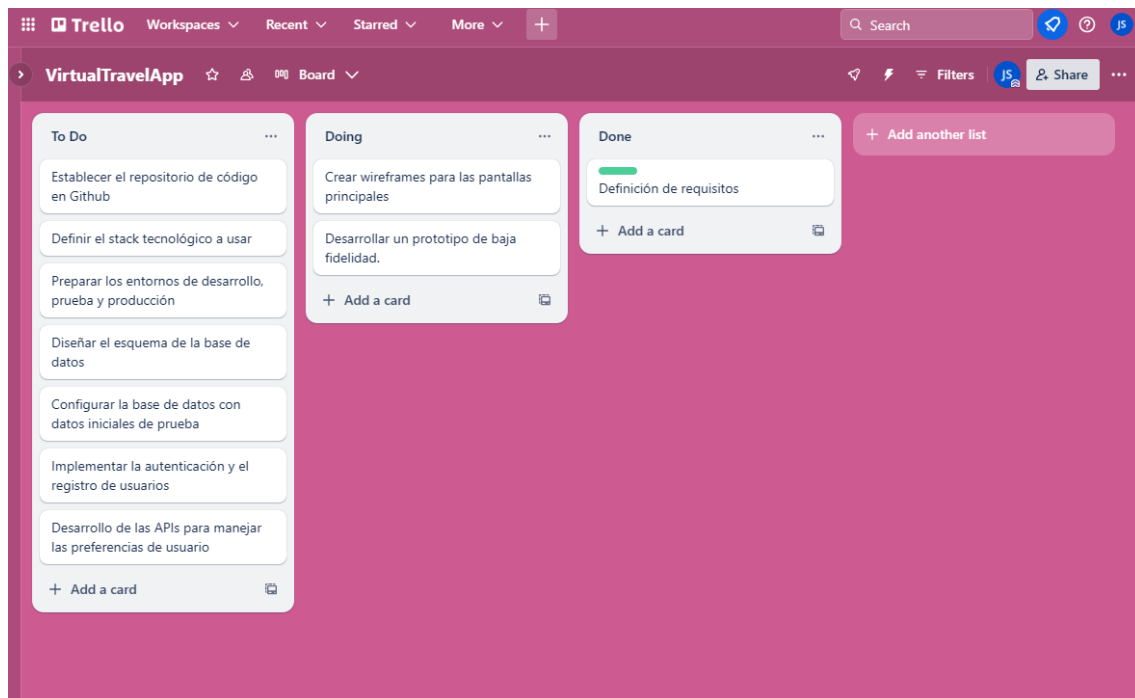 Trello Workspaces Recent Starred More Search JS
VirtualTravelApp Board Filters JS Share
To Do
Establecer el repositorio de código
en Github
Definir el stack tecnológico a usar
Preparar los entornos de desarrollo,
prueba y producción
Diseñar el esquema de la base de
datos
Configurar la base de datos con
datos iniciales de prueba
Implementar la autenticación y el
registro de usuarios
Desarrollo de las APIs para manejar
las preferencias de usuario
+ Add a card
Doing
Crear wireframes para las pantallas
principales
Desarrollar un prototipo de baja
fidelidad.
+ Add a card
Done
Definición de requisitos
+ Add a card
+ Add another list